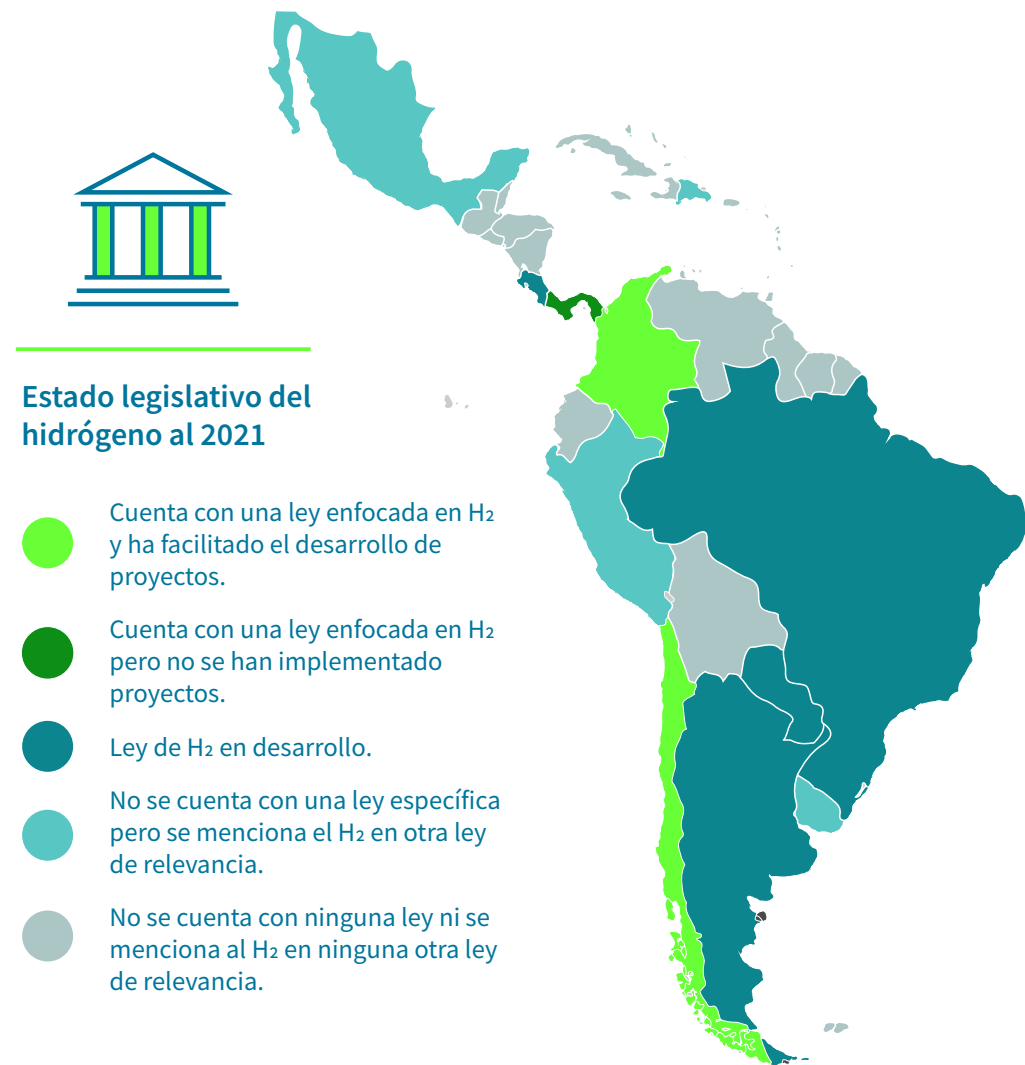 Estado legislativo del
hidrógeno al 2021
Cuenta con una ley enfocada en H₂
y ha facilitado el desarrollo de
proyectos.
Cuenta con una ley enfocada en H₂
pero no se han implementado
proyectos.
Ley de H₂ en desarrollo.
No se cuenta con una ley específica
pero se menciona el H₂ en otra ley
de relevancia.
No se cuenta con ninguna ley ni se
menciona al H₂ en ninguna otra ley
de relevancia.